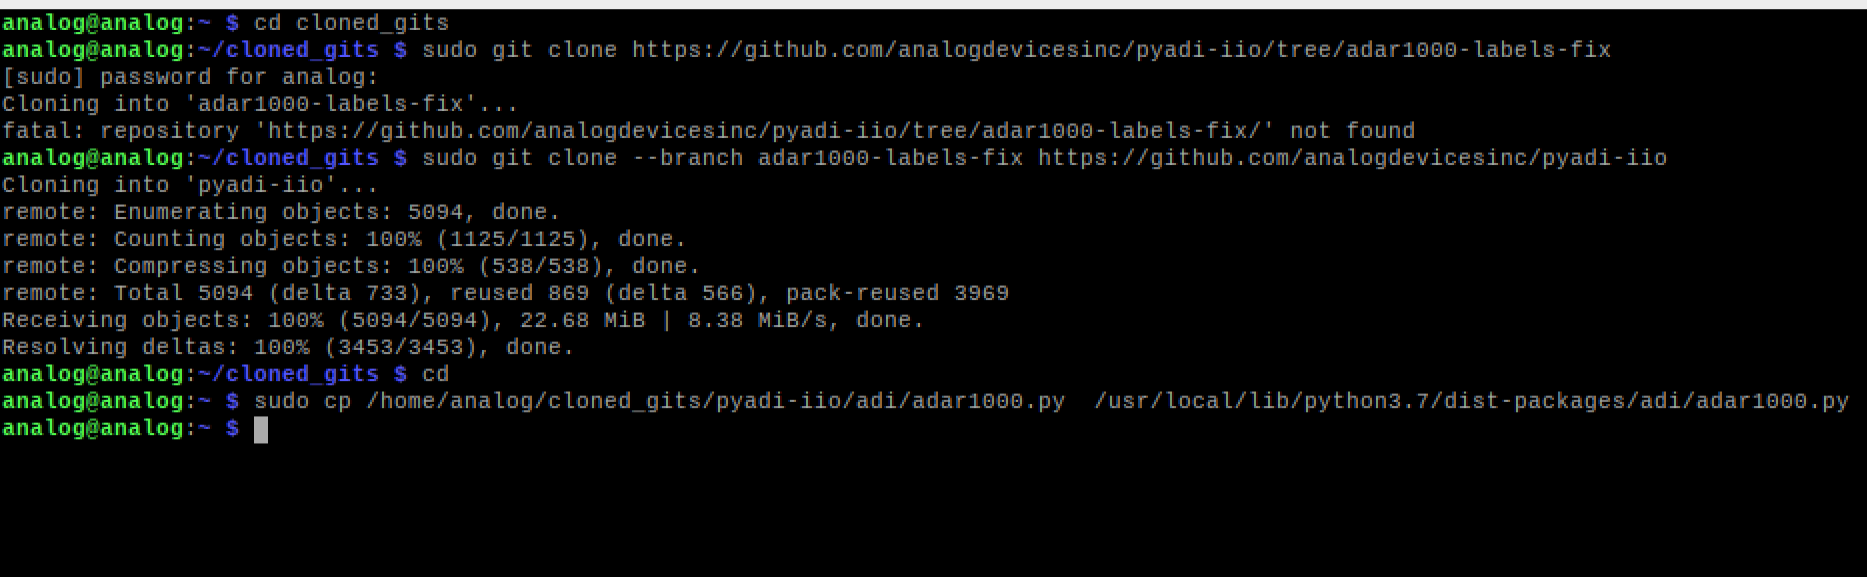 analog@analog:~ $ cd cloned_gits
analog@analog:~/cloned_gits $ sudo git clone https://github.com/analogdevicesinc/pyadi-iio/tree/adar1000-labels-fix
[sudo] password for analog:
Cloning into 'adar1000-labels-fix'...
fatal: repository 'https://github.com/analogdevicesinc/pyadi-iio/tree/adar1000-labels-fix/' not found
analog@analog:~/cloned_gits $ sudo git clone --branch adar1000-labels-fix https://github.com/analogdevicesinc/pyadi-iio
Cloning into 'pyadi-iio'...
remote: Enumerating objects: 5094, done.
remote: Counting objects: 100% (1125/1125), done.
remote: Compressing objects: 100% (538/538), done.
remote: Total 5094 (delta 733), reused 869 (delta 566), pack-reused 3969
Receiving objects: 100% (5094/5094), 22.68 MiB | 8.38 MiB/s, done.
Resolving deltas: 100% (3453/3453), done.
analog@analog:~/cloned_gits $ cd
analog@analog:~ $ sudo cp /home/analog/cloned_gits/pyadi-iio/adi/adar1000.py  /usr/local/lib/python3.7/dist-packages/adi/adar1000.py
analog@analog:~ $